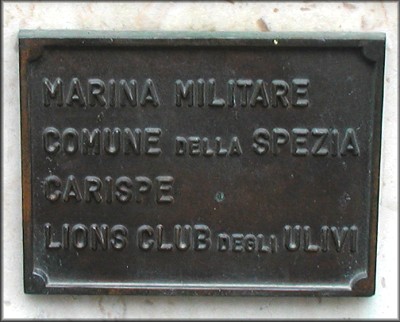 MARINA MILITARE
COMUNE DELLA SPEZIA
CARISPE
LIONS CLUB DEGLI ULIVI